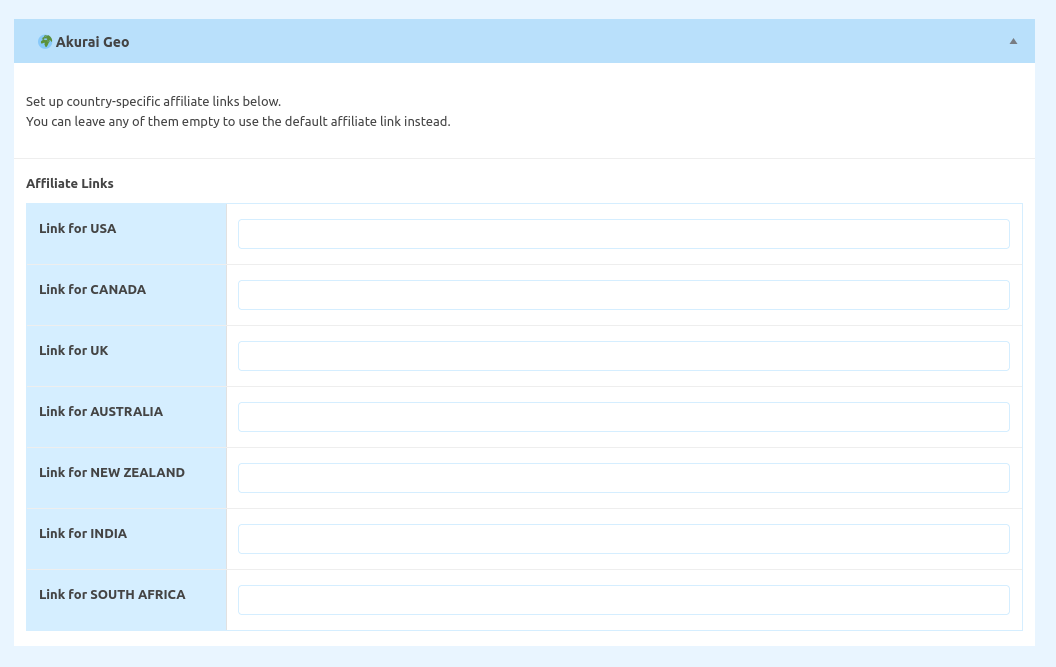 Akurai Geo
Set up country-specific affiliate links below.
You can leave any of them empty to use the default affiliate link instead.
Affiliate Links
Link for USA
Link for CANADA
Link for UK
Link for AUSTRALIA
Link for NEW ZEALAND
Link for INDIA
Link for SOUTH AFRICA